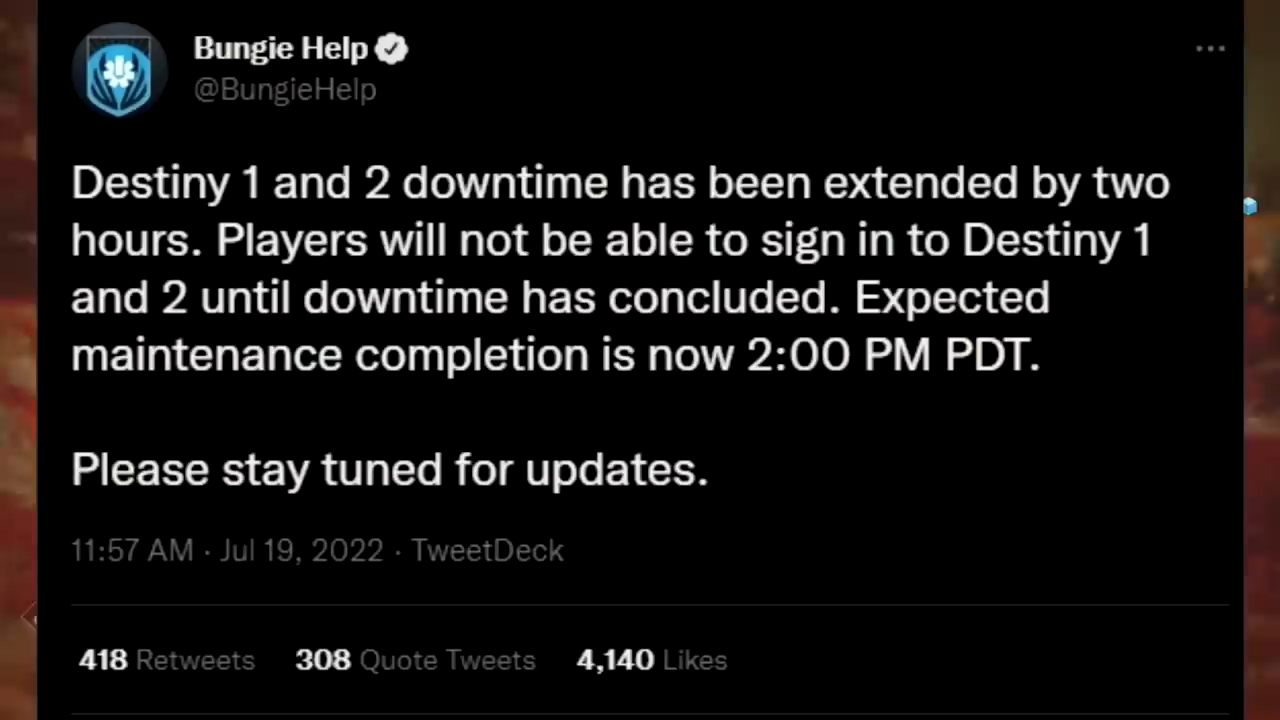 Bungie Help
@BungieHelp
Destiny 1 and 2 downtime has been extended by two
hours. Players will not be able to sign in to Destiny 1
and 2 until downtime has concluded. Expected
maintenance completion is now 2:00 PM PDT.
Please stay tuned for updates.
11:57 AM · Jul 19, 2022 · TweetDeck
418 Retweets 308 Quote Tweets 4,140 Likes